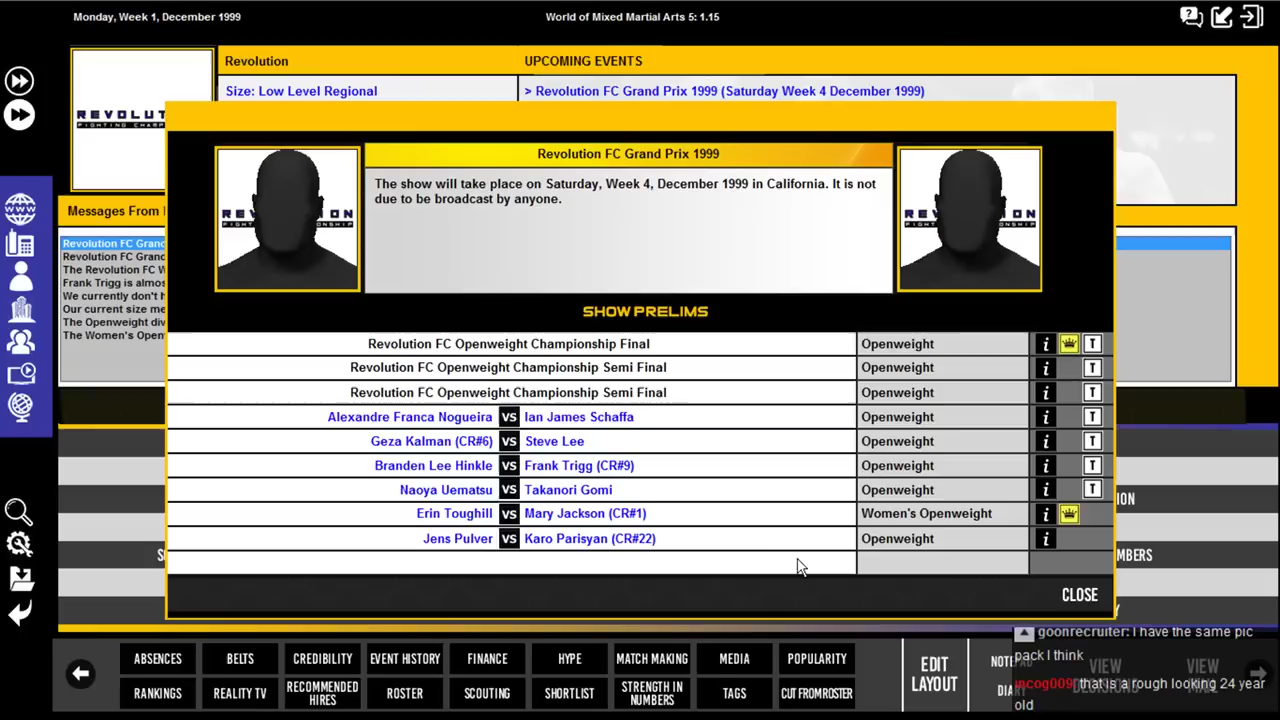 Monday, Week 1, December 1999
World of Mixed Martial Arts 5: 1.15
Revolution
UPCOMING EVENTS
Size: Low Level Regional
> Revolution FC Grand Prix 1999 (Saturday Week 4 December 1999)
REVOLUT
FIGHTING CHAMP
Revolution FC Grand Prix 1999
The show will take place on Saturday, Week 4, December 1999 in California. It is not
due to be broadcast by anyone.
Messages From
Revolution FC Grand
Revolution FC Grand
The Revolution FC W
Frank Trigg is almos
We currently don't h
Our current size me
The Openweight div
The Women's Open
SHOW PRELIMS
Revolution FC Openweight Championship Final Openweight i T
Revolution FC Openweight Championship Semi Final Openweight i T
Revolution FC Openweight Championship Semi Final Openweight i T
Alexandre Franca Nogueira VS Ian James Schaffa Openweight i T
Geza Kalman (CR#6) VS Steve Lee Openweight i T
Branden Lee Hinkle VS Frank Trigg (CR#9) Openweight i T
Naoya Uematsu VS Takanori Gomi Openweight i T
Erin Toughill VS Mary Jackson (CR#1) Women's Openweight i
Jens Pulver VS Karo Parisyan (CR#22) Openweight i
ION
MBERS
CLOSE
goonrecruiter: I have the same pic
pack I think
incog009: that is a rough looking 24 year
old
ABSENCES BELTS CREDIBILITY EVENT HISTORY FINANCE HYPE MATCH MAKING MEDIA POPULARITY
RANKINGS REALITY TV RECOMMENDED HIRES ROSTER SCOUTING SHORTLIST STRENGTH IN NUMBERS TAGS CUT FROM ROSTER
EDIT
LAYOUT
NOTEPAD
DIA
VIEW
VIEW